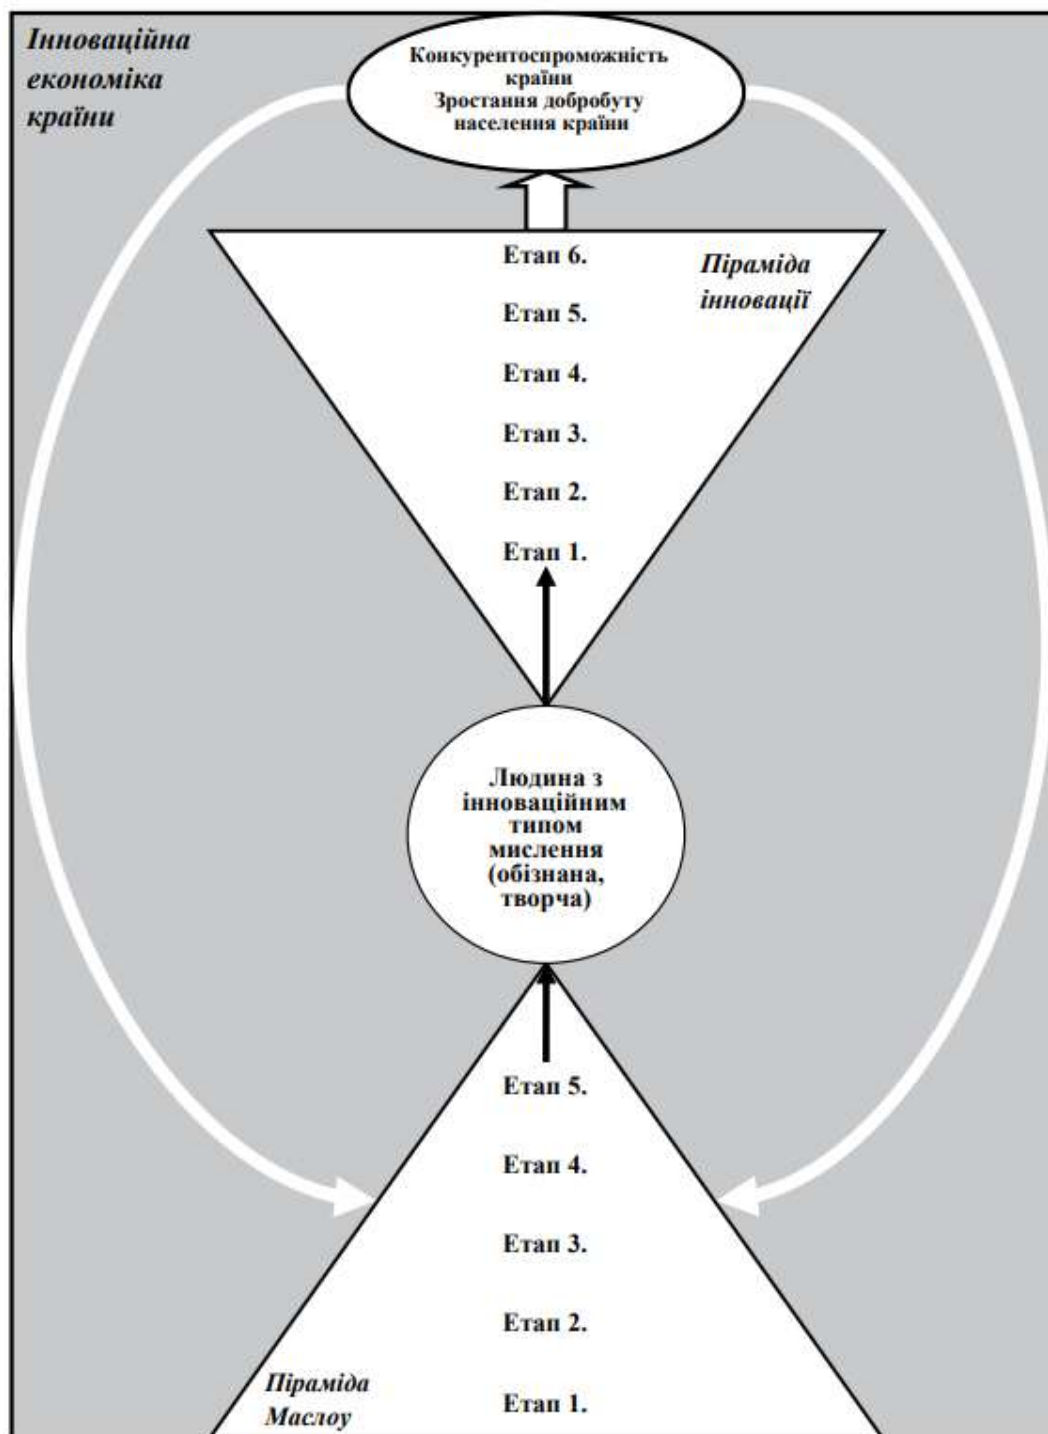 Інноваційна
економіка
країни
Конкурентоспроможність
країни
Зростання добробуту
населення країни
Етап 6.
Піраміда
інновації
Етап 5.
Етап 4.
Етап 3.
Етап 2.
Етап 1.
Людина з
інноваційним
типом
мислення
(обізнана,
творча)
Етап 5.
Етап 4.
Етап 3.
Етап 2.
Піраміда
Маслоу
Етап 1.